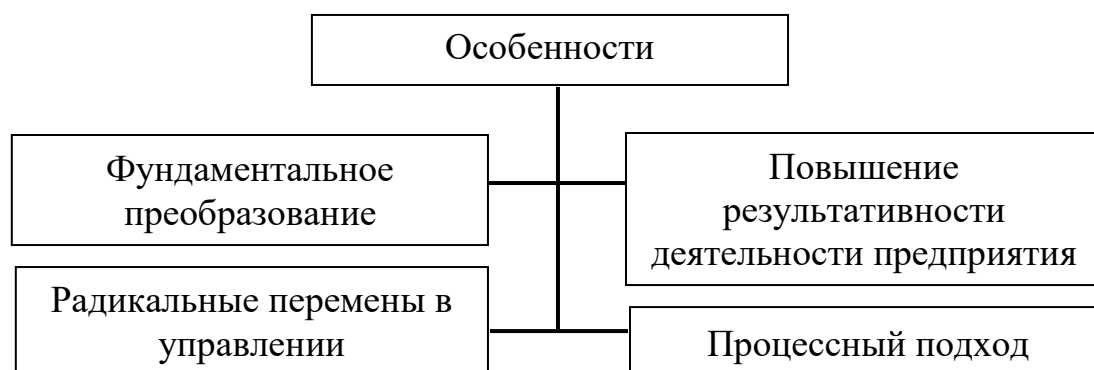 Особенности
Фундаментальное
преобразование
Повышение
результативности
деятельности предприятия
Радикальные перемены в
управлении
Процессный подход